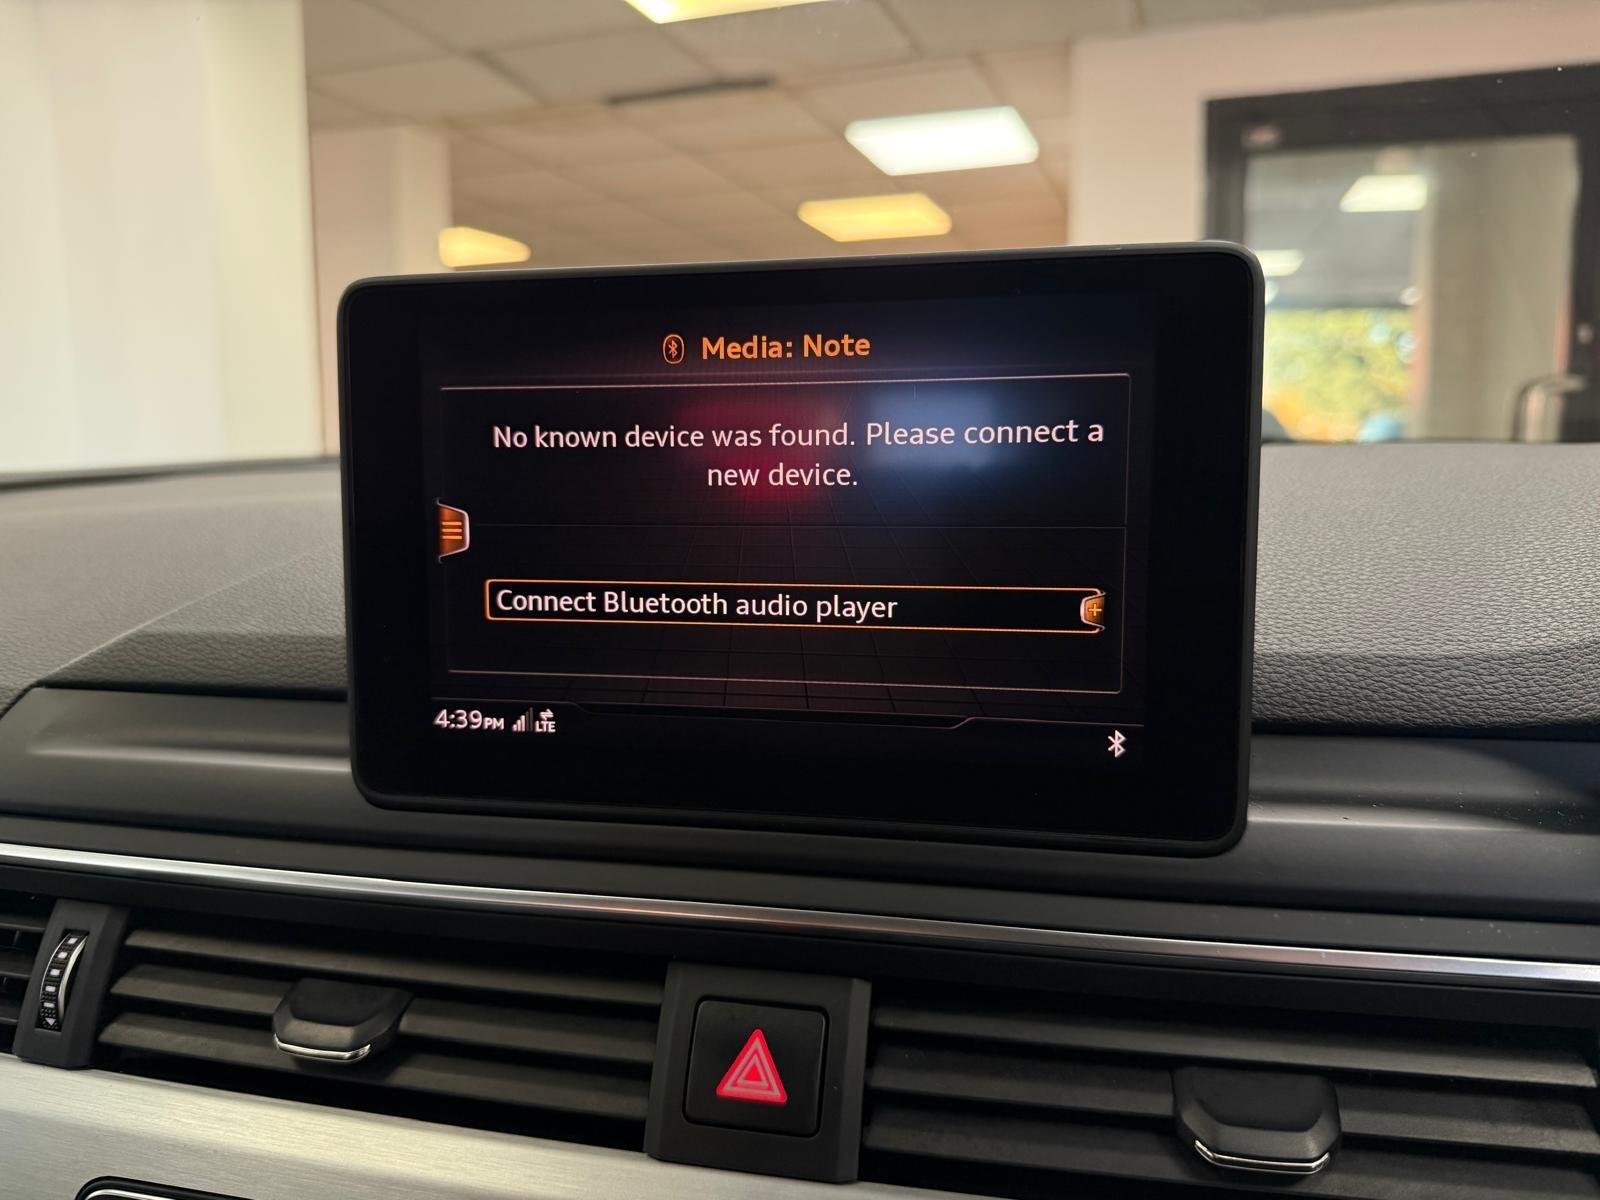 Media: Note
No known device was found. Please connect a
new device.
Connect Bluetooth audio player
4:39PM LTE